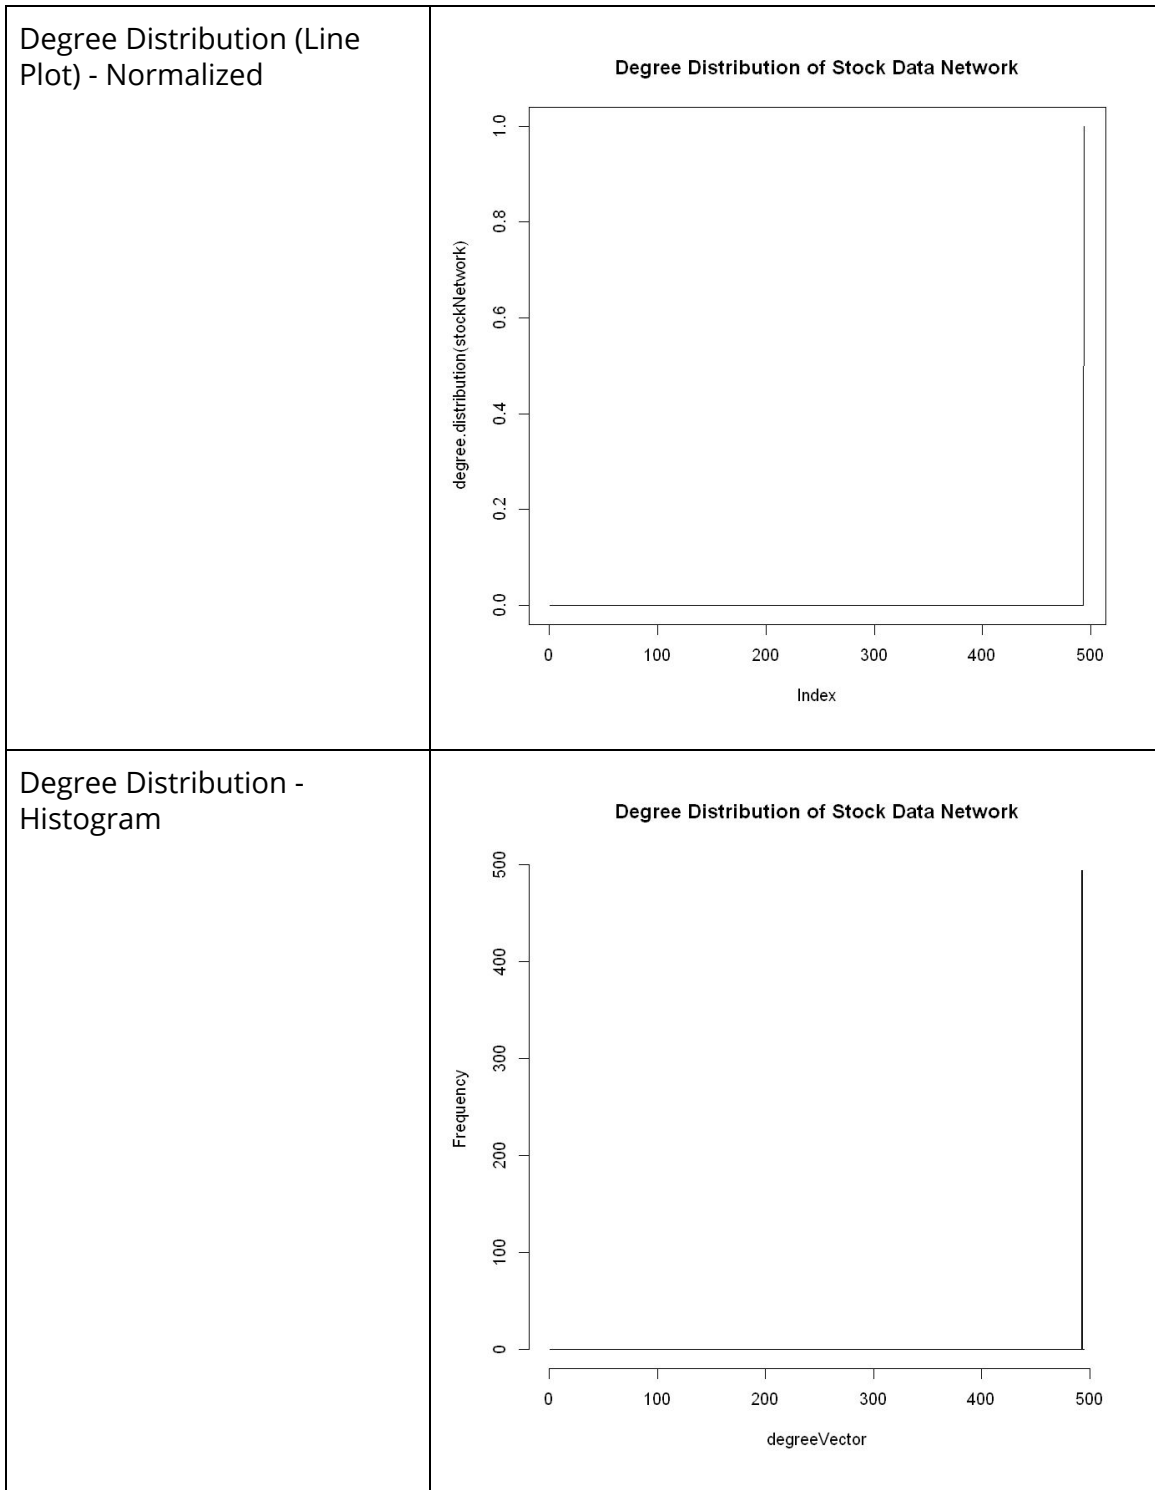 Degree Distribution (Line
Plot) - Normalized
Degree Distribution of Stock Data Network
degree.distribution(stockNetwork)
1.0
0.8
0.6
0.4
0.2
0.0
0 100 200 300 400 500
Index
Degree Distribution -
Histogram
Degree Distribution of Stock Data Network
Frequency
500
400
300
200
100
0
0 100 200 300 400 500
degreeVector